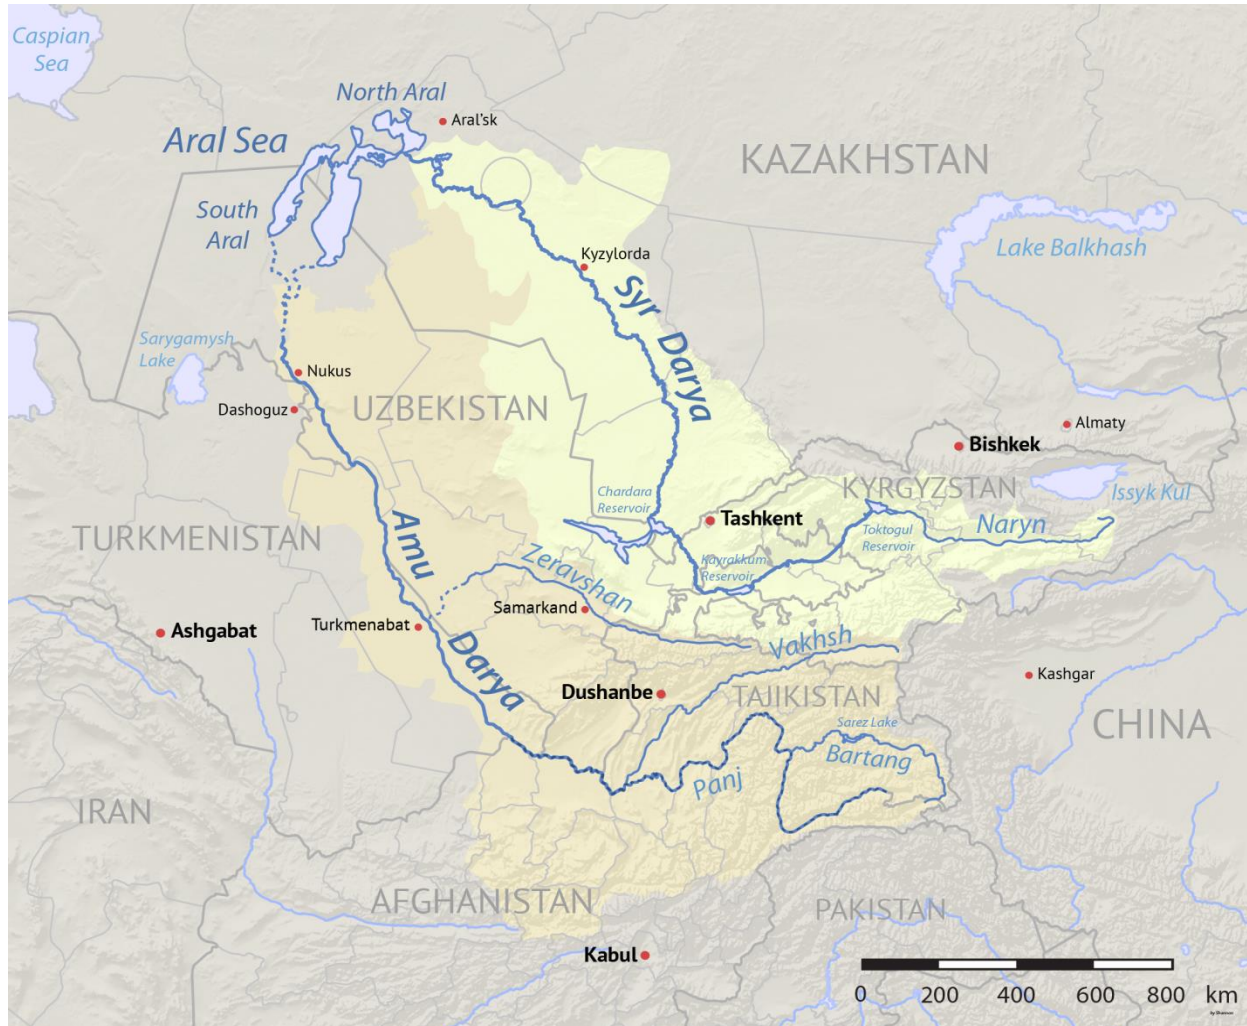 Caspian
Sea
North Aral
Aral'sk
Aral Sea
KAZAKHSTAN
South
Aral
Lake Balkhash
Kyzylorda
Syr Darya
Sarygamysh
Lake
Nukus
Dashoguz
UZBEKISTAN
Almaty
Bishkek
KYRGYZSTAN
Issyk Kul
Chardara
Reservoir
Tashkent
Toktogul
Reservoir
Naryn
TURKMENISTAN
Amu
Darya
Zeravshan
Kayrakkum
Reservoir
Samarkand
Turkmenabat
Ashgabat
Vakhsh
Dushanbe
TAJIKISTAN
Kashgar
CHINA
Sarez Lake
Bartang
Panj
IRAN
AFGHANISTAN
PAKISTAN
Kabul
0 200 400 600 800 km